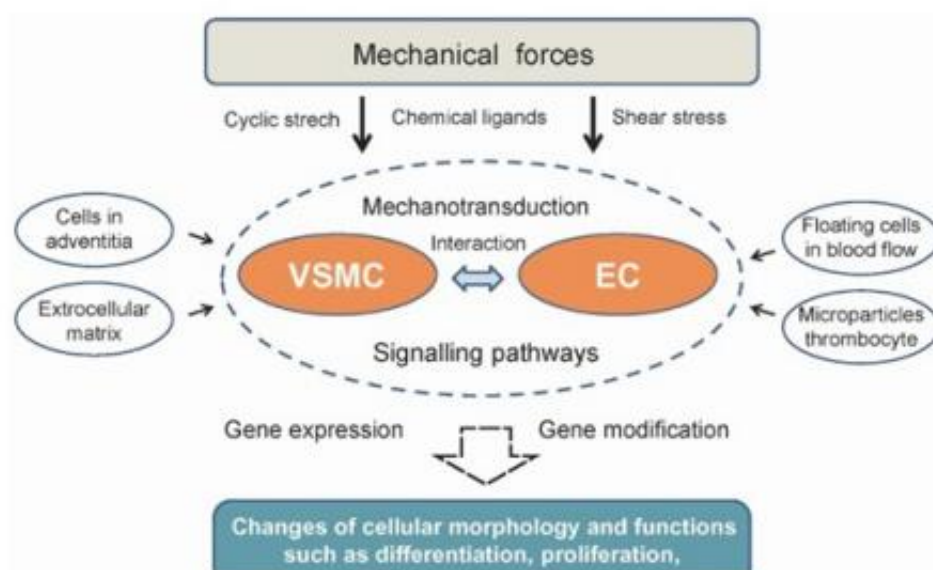 Mechanical forces
Cyclic strech
Chemical ligands
Shear stress
Mechanotransduction
Cells in
adventitia
Interaction
Floating cells
in blood flow
VSMC
EC
Extrocellular
matrix
Microparticles
thrombocyte
Signalling pathways
Gene expression
Gene modification
Changes of cellular morphology and functions
such as differentiation, proliferation,